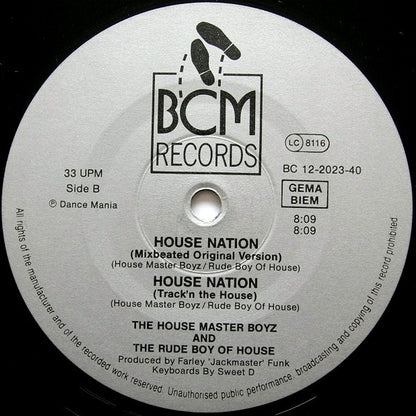 BCM
RECORDS
LC 8116
33 UPM
Side B
℗ Dance Mania
BC 12-2023-40
GEMA
BIEM
8:09
8:09
HOUSE NATION
(Mixbeated Original Version)
(House Master Boyz/Rude Boy Of House)
HOUSE NATION
(Track'n the House)
(House Master Boyz/Rude Boy Of House)
THE HOUSE MASTER BOYZ
AND
THE RUDE BOY OF HOUSE
Produced by Farley 'Jackmaster' Funk
Keyboards By Sweet D
All rights of the manufacturer and of the owner of the recorded work reserved. Unauthorised public performance, broadcasting and copying of this record prohibited.